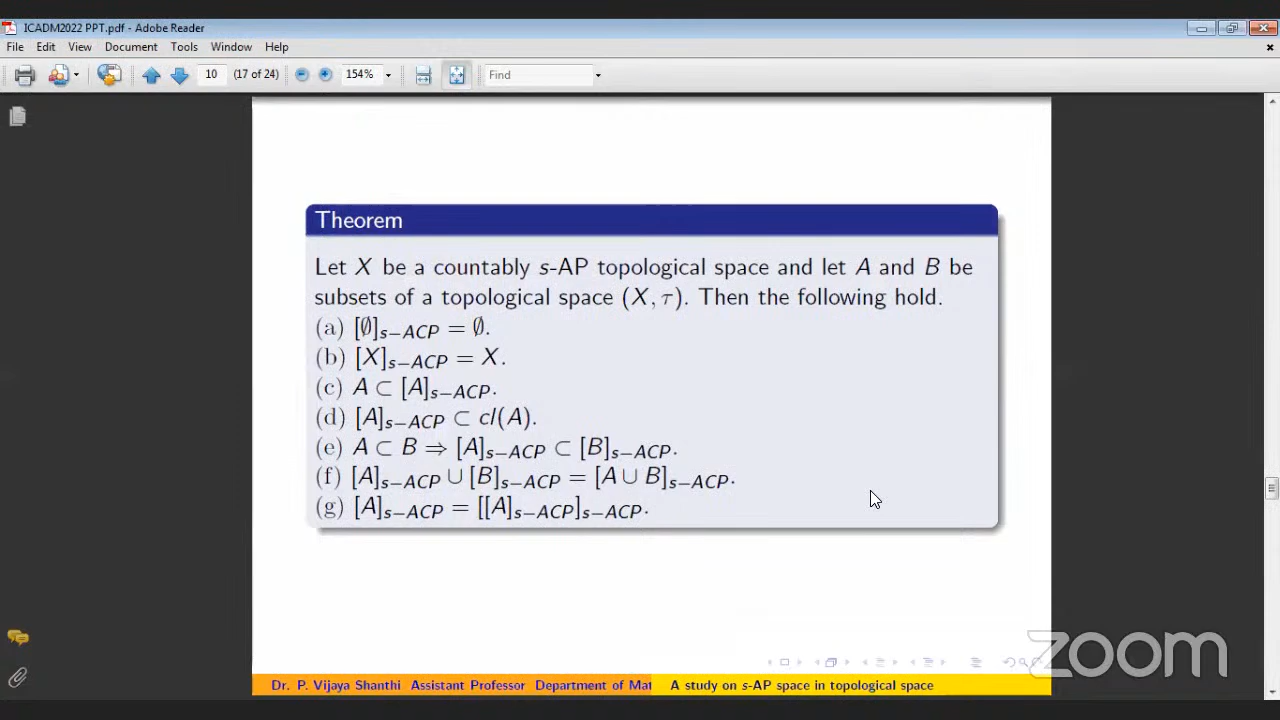 ICADM2022 PPT.pdf - Adobe Reader
File Edit View Document Tools Window Help
10 (17 of 24) 154% Find
Theorem
Let X be a countably s-AP topological space and let A and B be
subsets of a topological space (X, τ). Then the following hold.
(a) [∅]s−ACP = ∅.
(b) [X]s−ACP = X.
(c) A ⊂ [A]s−ACP.
(d) [A]s−ACP ⊂ cl(A).
(e) A ⊂ B ⇒ [A]s−ACP ⊂ [B]s−ACP.
(f) [A]s−ACP ∪ [B]s−ACP = [A ∪ B]s−ACP.
(g) [A]s−ACP = [[A]s−ACP]s−ACP.
zoom
Dr. P. Vijaya Shanthi Assistant Professor Department of Mat A study on s-AP space in topological space